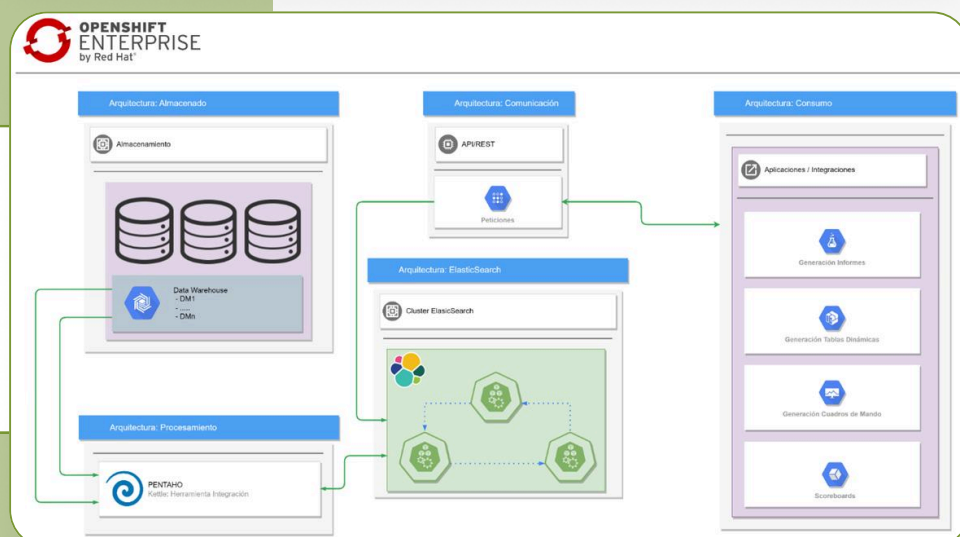 OPENSHIFT
ENTERPRISE
by Red Hat®
Arquitectura: Almacenado
Almacenamiento
Data Warehouse
- DM1
- .....
- DMn
Arquitectura: Procesamiento
PENTAHO
Kattle: Herramienta Integración
Arquitectura: Comunicación
API/REST
Peticiones
Arquitectura: ElasticSearch
Cluster ElasicSearch
Arquitectura: Consumo
Aplicaciones / Integraciones
Generación Informes
Generación Tablas Dinámicas
Generación Cuadros de Mando
Scoreboards